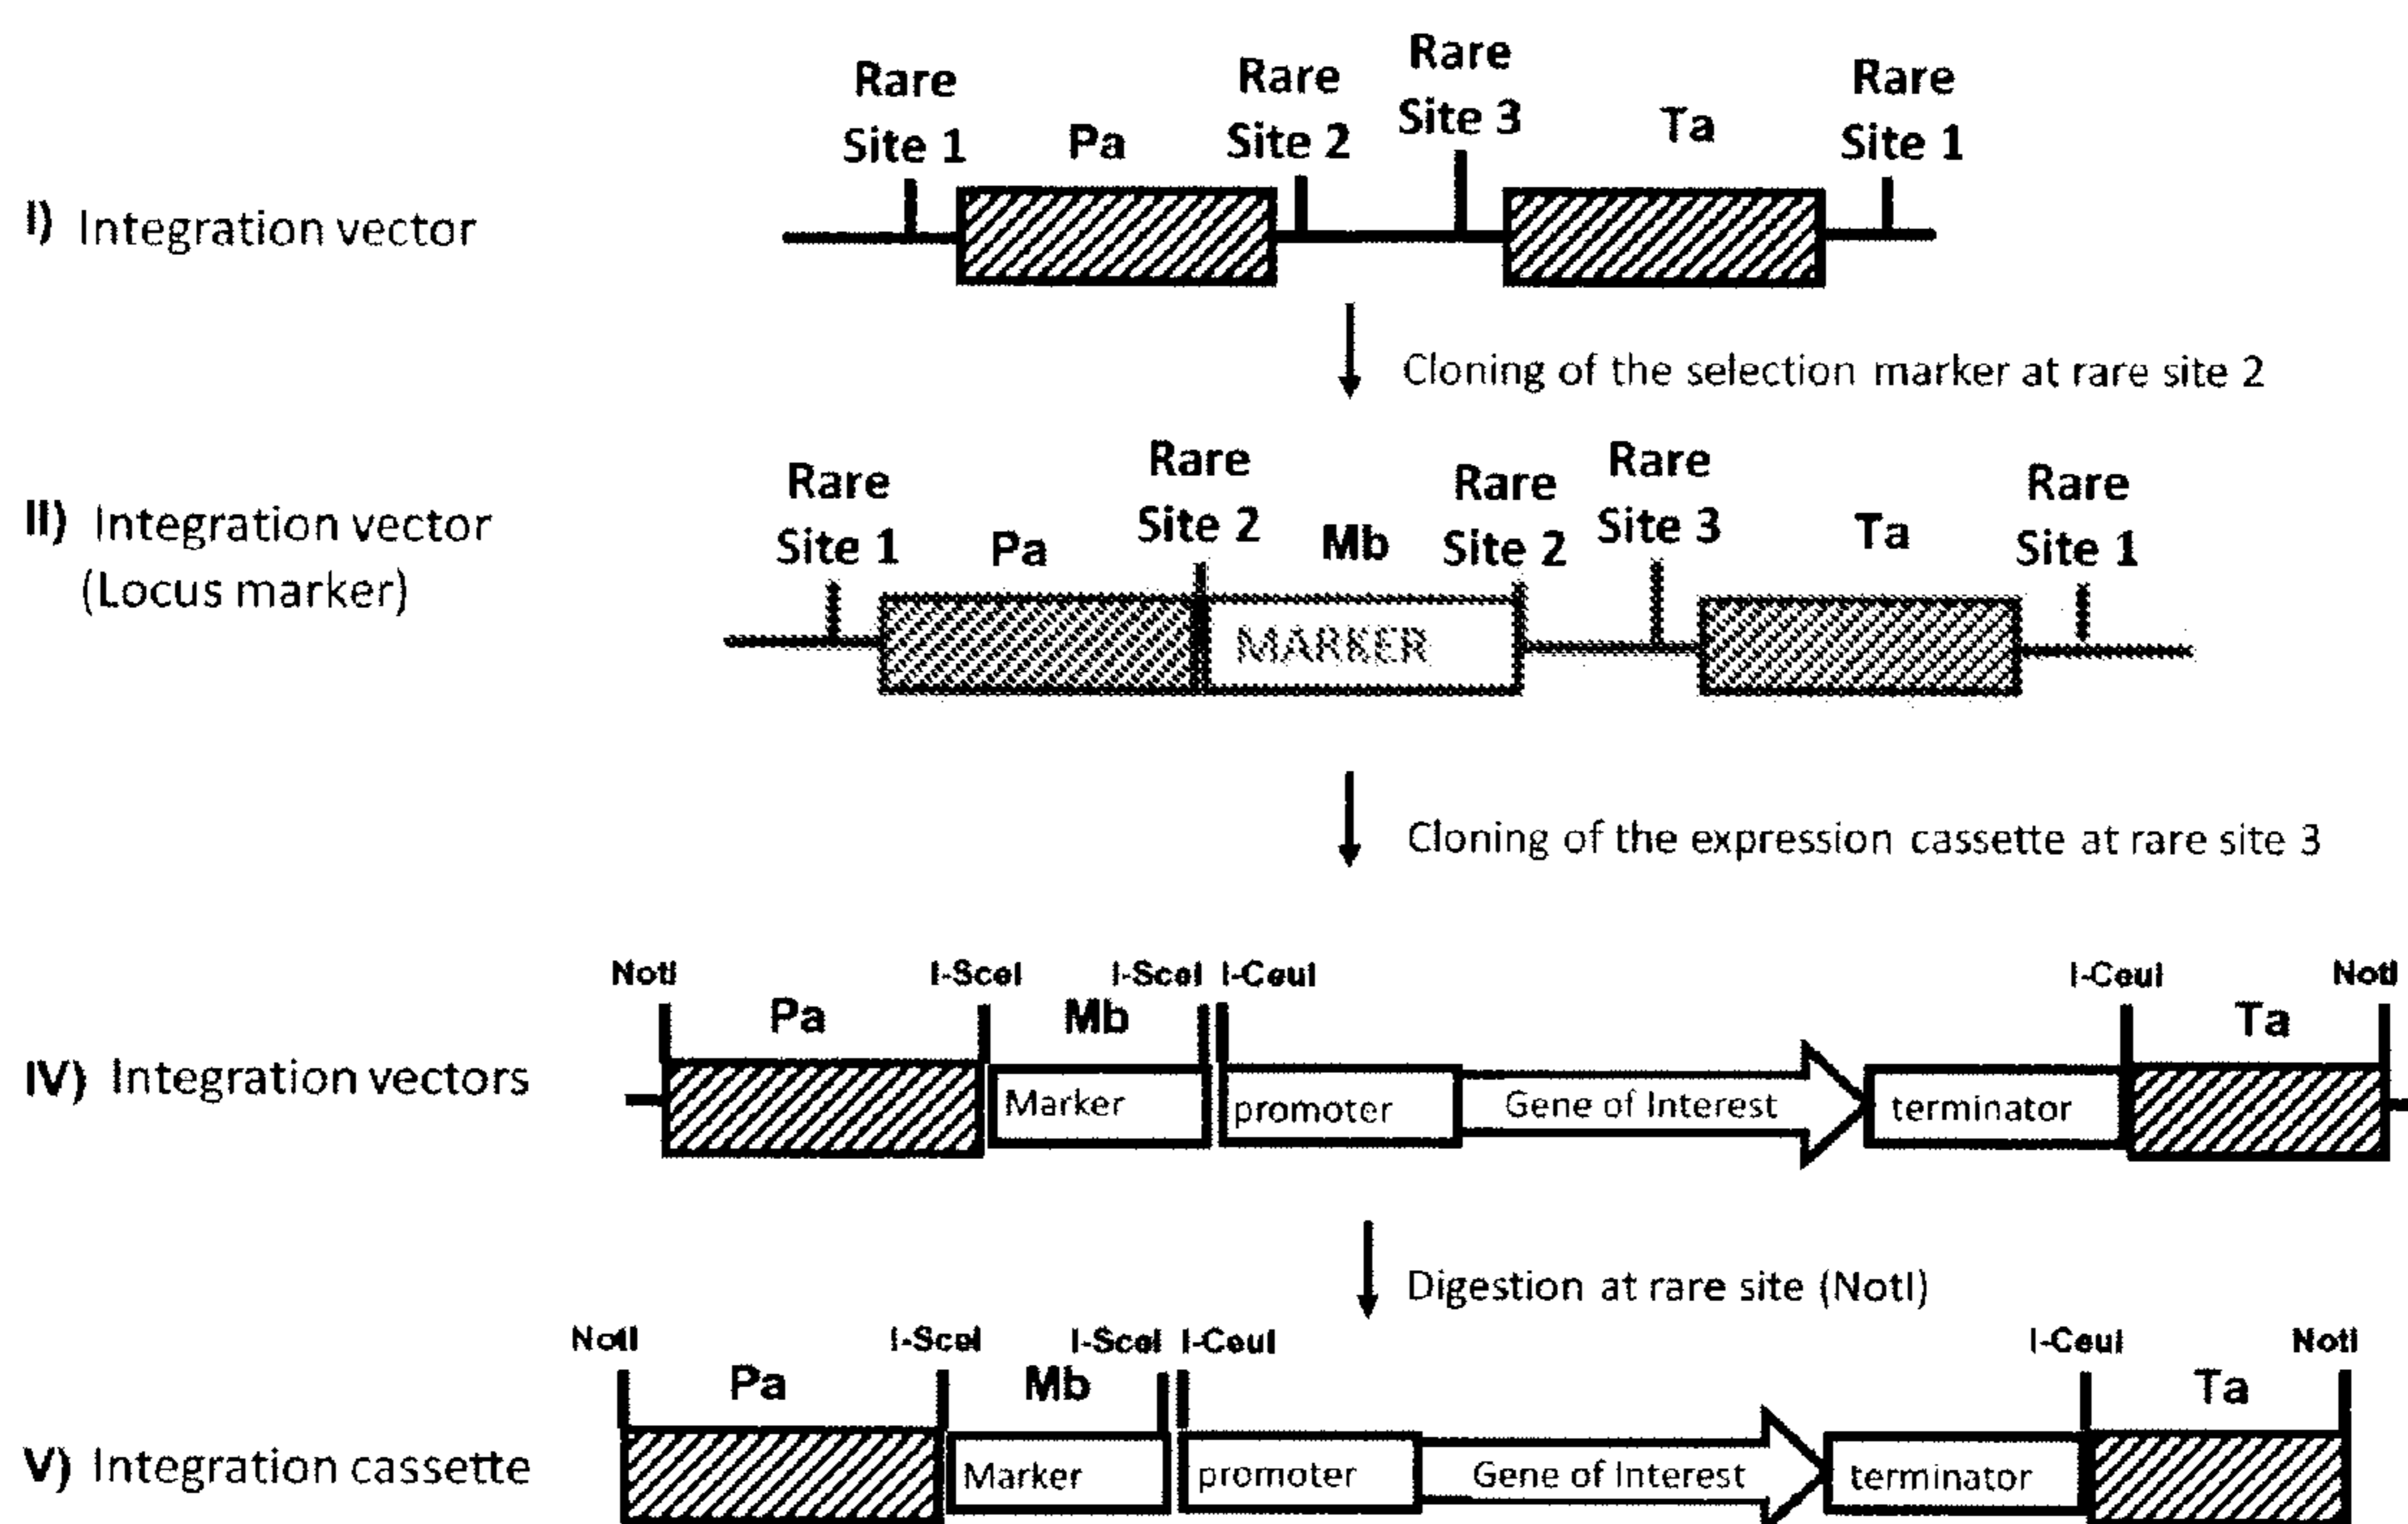 Rare Site 1
Pa
Rare Site 2
Rare Site 3
Ta
Rare Site 1
I) Integration vector
Cloning of the selection marker at rare site 2
Rare Site 1
Pa
Rare Site 2
Mb
Rare Site 2
Rare Site 3
Ta
Rare Site 1
II) Integration vector
(Locus marker)
MARKER
Cloning of the expression cassette at rare site 3
NotI I-SceI I-SceI I-CeuI I-CeuI NotI
Pa Mb Ta
IV) Integration vectors
Marker promoter Gene of Interest terminator
Digestion at rare site (NotI)
NotI I-SceI I-SceI I-CeuI I-CeuI NotI
Pa Mb Ta
V) Integration cassette
Marker promoter Gene of Interest terminator